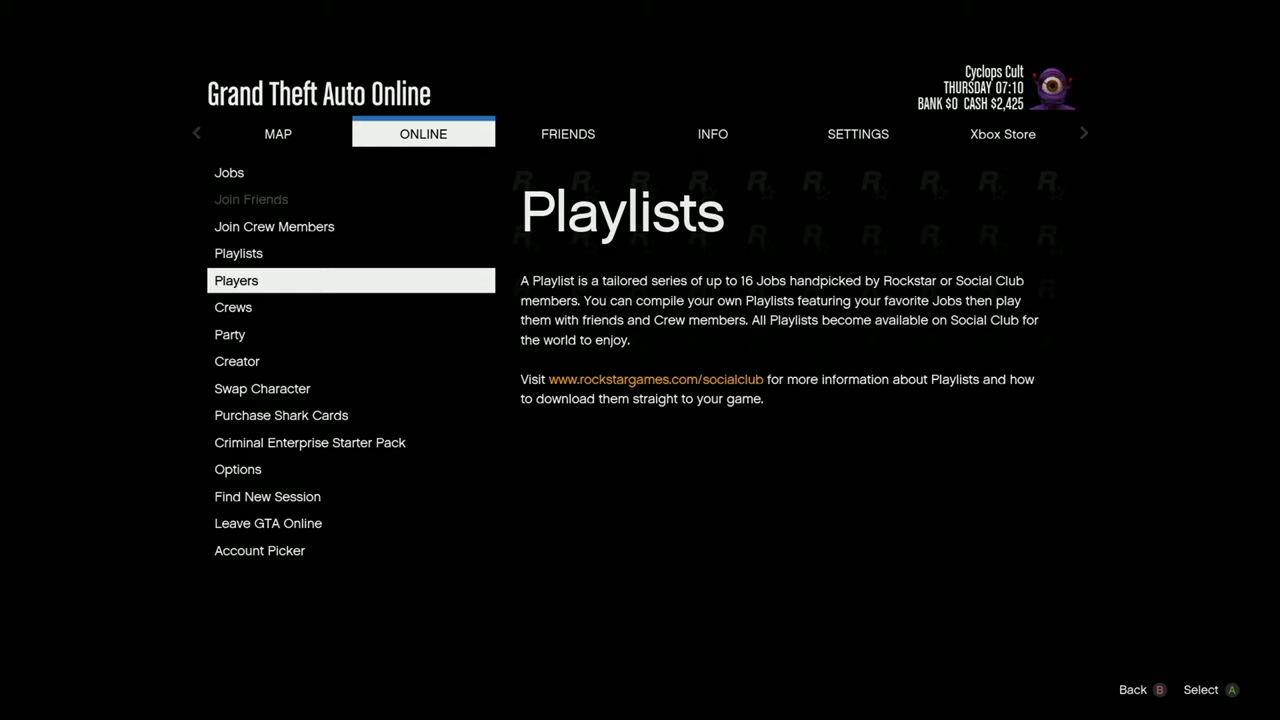 Grand Theft Auto Online
Cyclops Cult
THURSDAY 07:10
BANK $0 CASH $2,425
MAP
ONLINE
FRIENDS
INFO
SETTINGS
Xbox Store
Jobs
Join Friends
Join Crew Members
Playlists
Players
Crews
Party
Creator
Swap Character
Purchase Shark Cards
Criminal Enterprise Starter Pack
Options
Find New Session
Leave GTA Online
Account Picker
Playlists
A Playlist is a tailored series of up to 16 Jobs handpicked by Rockstar or Social Club
members. You can compile your own Playlists featuring your favorite Jobs then play
them with friends and Crew members. All Playlists become available on Social Club for
the world to enjoy.
Visit www.rockstargames.com/socialclub for more information about Playlists and how
to download them straight to your game.
Back B Select A